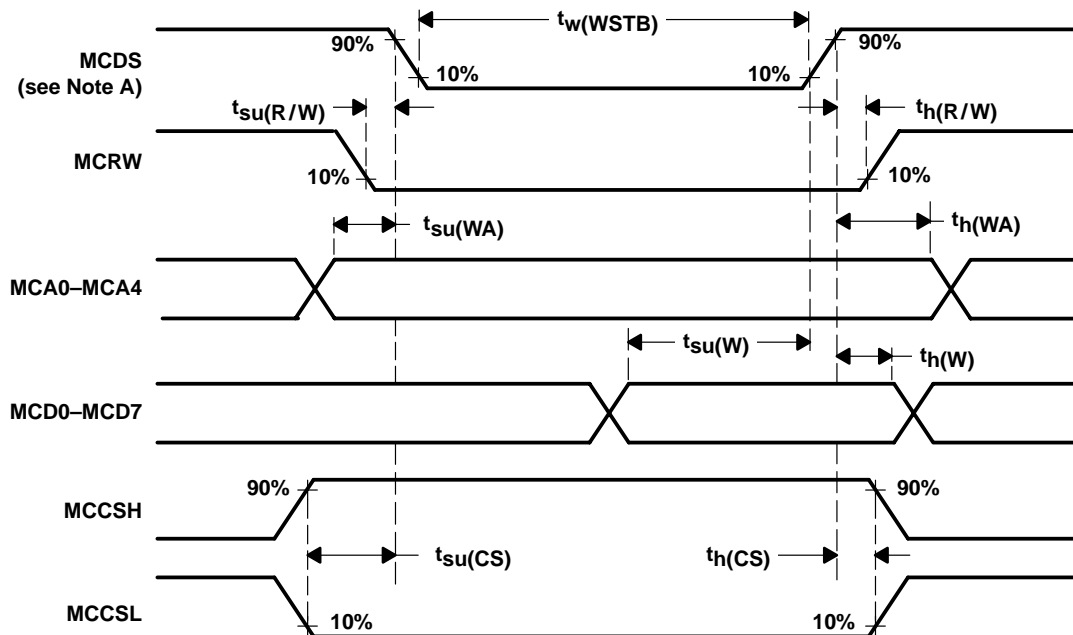 tw(WSTB)
90%
90%
MCDS
(see Note A)
10%
10%
tsu(R/W)
th(R/W)
MCRW
10%
10%
tsu(WA)
th(WA)
MCA0–MCA4
tsu(W)
th(W)
MCD0–MCD7
90%
90%
MCCSH
tsu(CS)
th(CS)
MCCSL
10%
10%